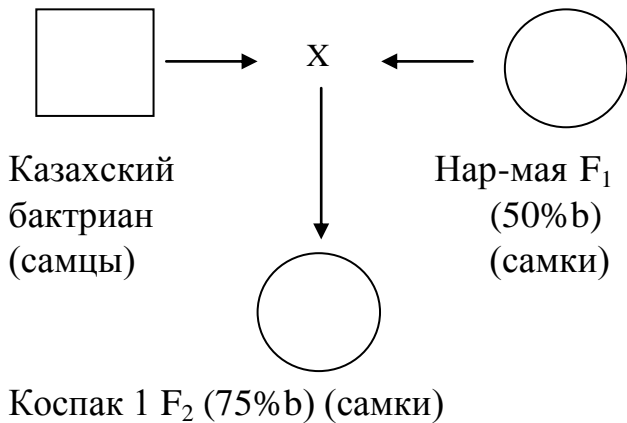 X
Казахский
бактриан
(самцы)
Нар-мая F₁
(50%b)
(самки)
Коспак 1 F₂ (75%b) (самки)